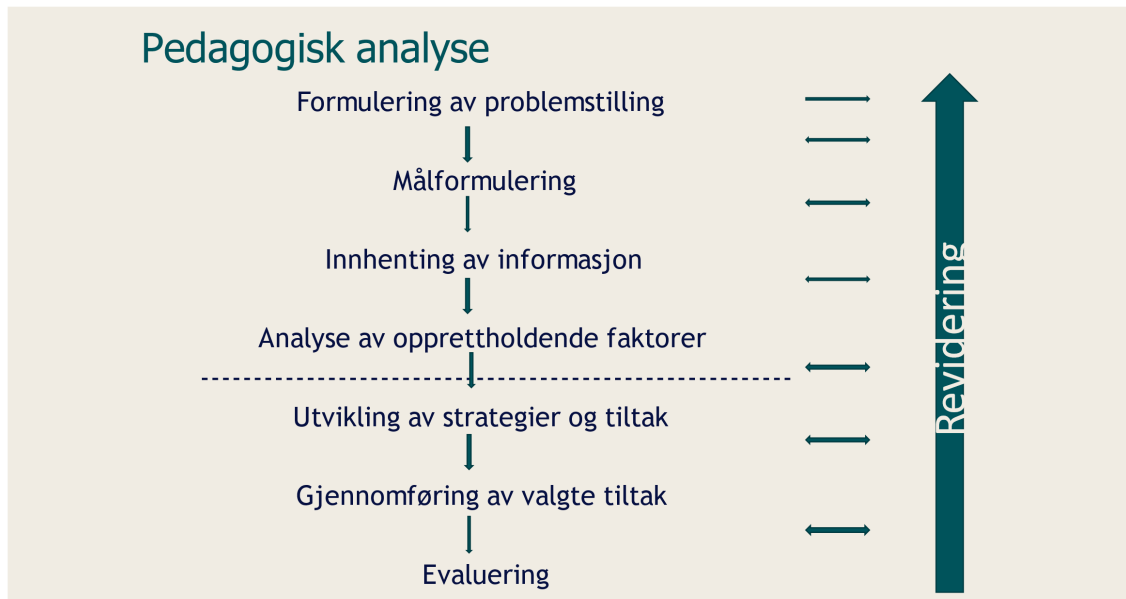 Pedagogisk analyse
Formulering av problemstilling
Målformulering
Innhenting av informasjon
Analyse av opprettholdende faktorer
Utvikling av strategier og tiltak
Gjennomføring av valgte tiltak
Evaluering
Revidering